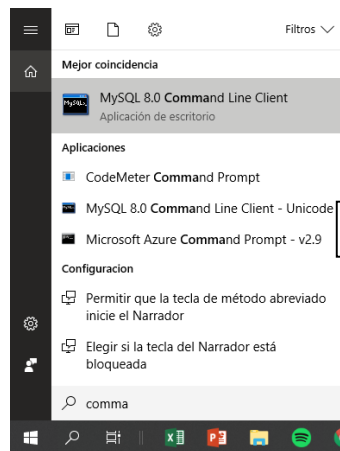 Filtros
Mejor coincidencia
MySQL 8.0 Command Line Client
Aplicación de escritorio
Aplicaciones
CodeMeter Command Prompt
MySQL 8.0 Command Line Client - Unicode
Microsoft Azure Command Prompt - v2.9
Configuracion
Permitir que la tecla de método abreviado
inicie el Narrador
Elegir si la tecla del Narrador está
bloqueada
comma